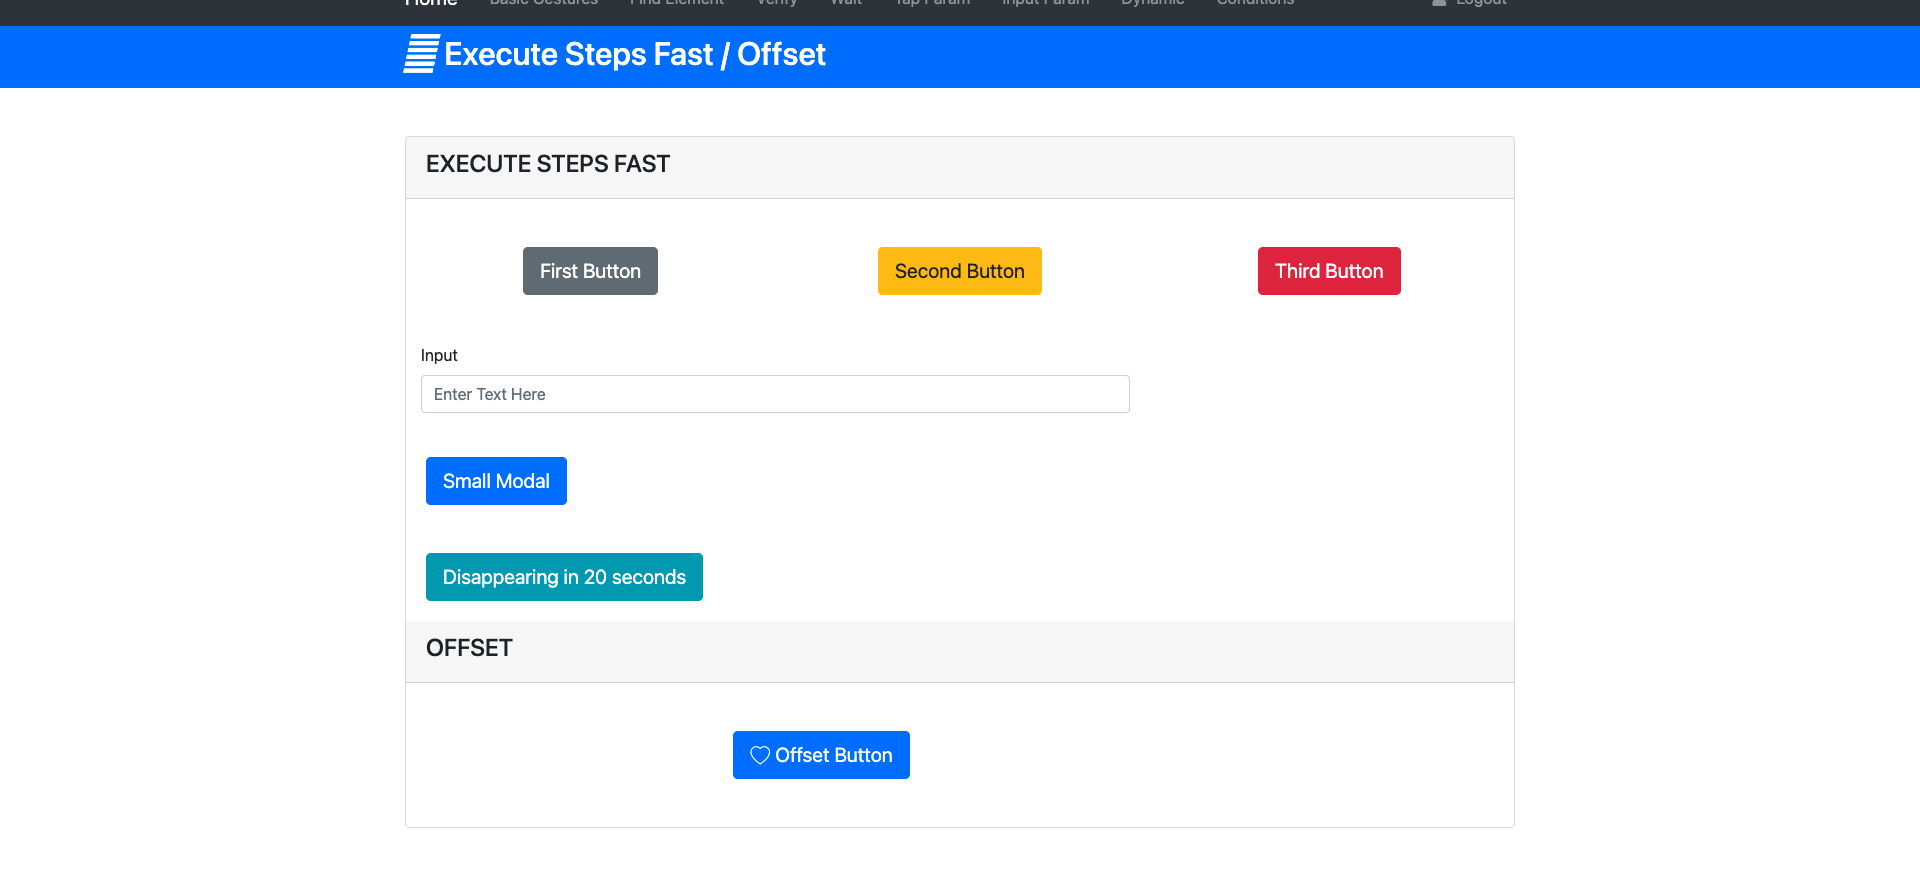 Home Basic Gestures Find Element Verify Wait Tap Param Input Param Dynamic Conditions Logout
Execute Steps Fast / Offset
EXECUTE STEPS FAST
First Button Second Button Third Button
Input
Enter Text Here
Small Modal
Disappearing in 20 seconds
OFFSET
Offset Button